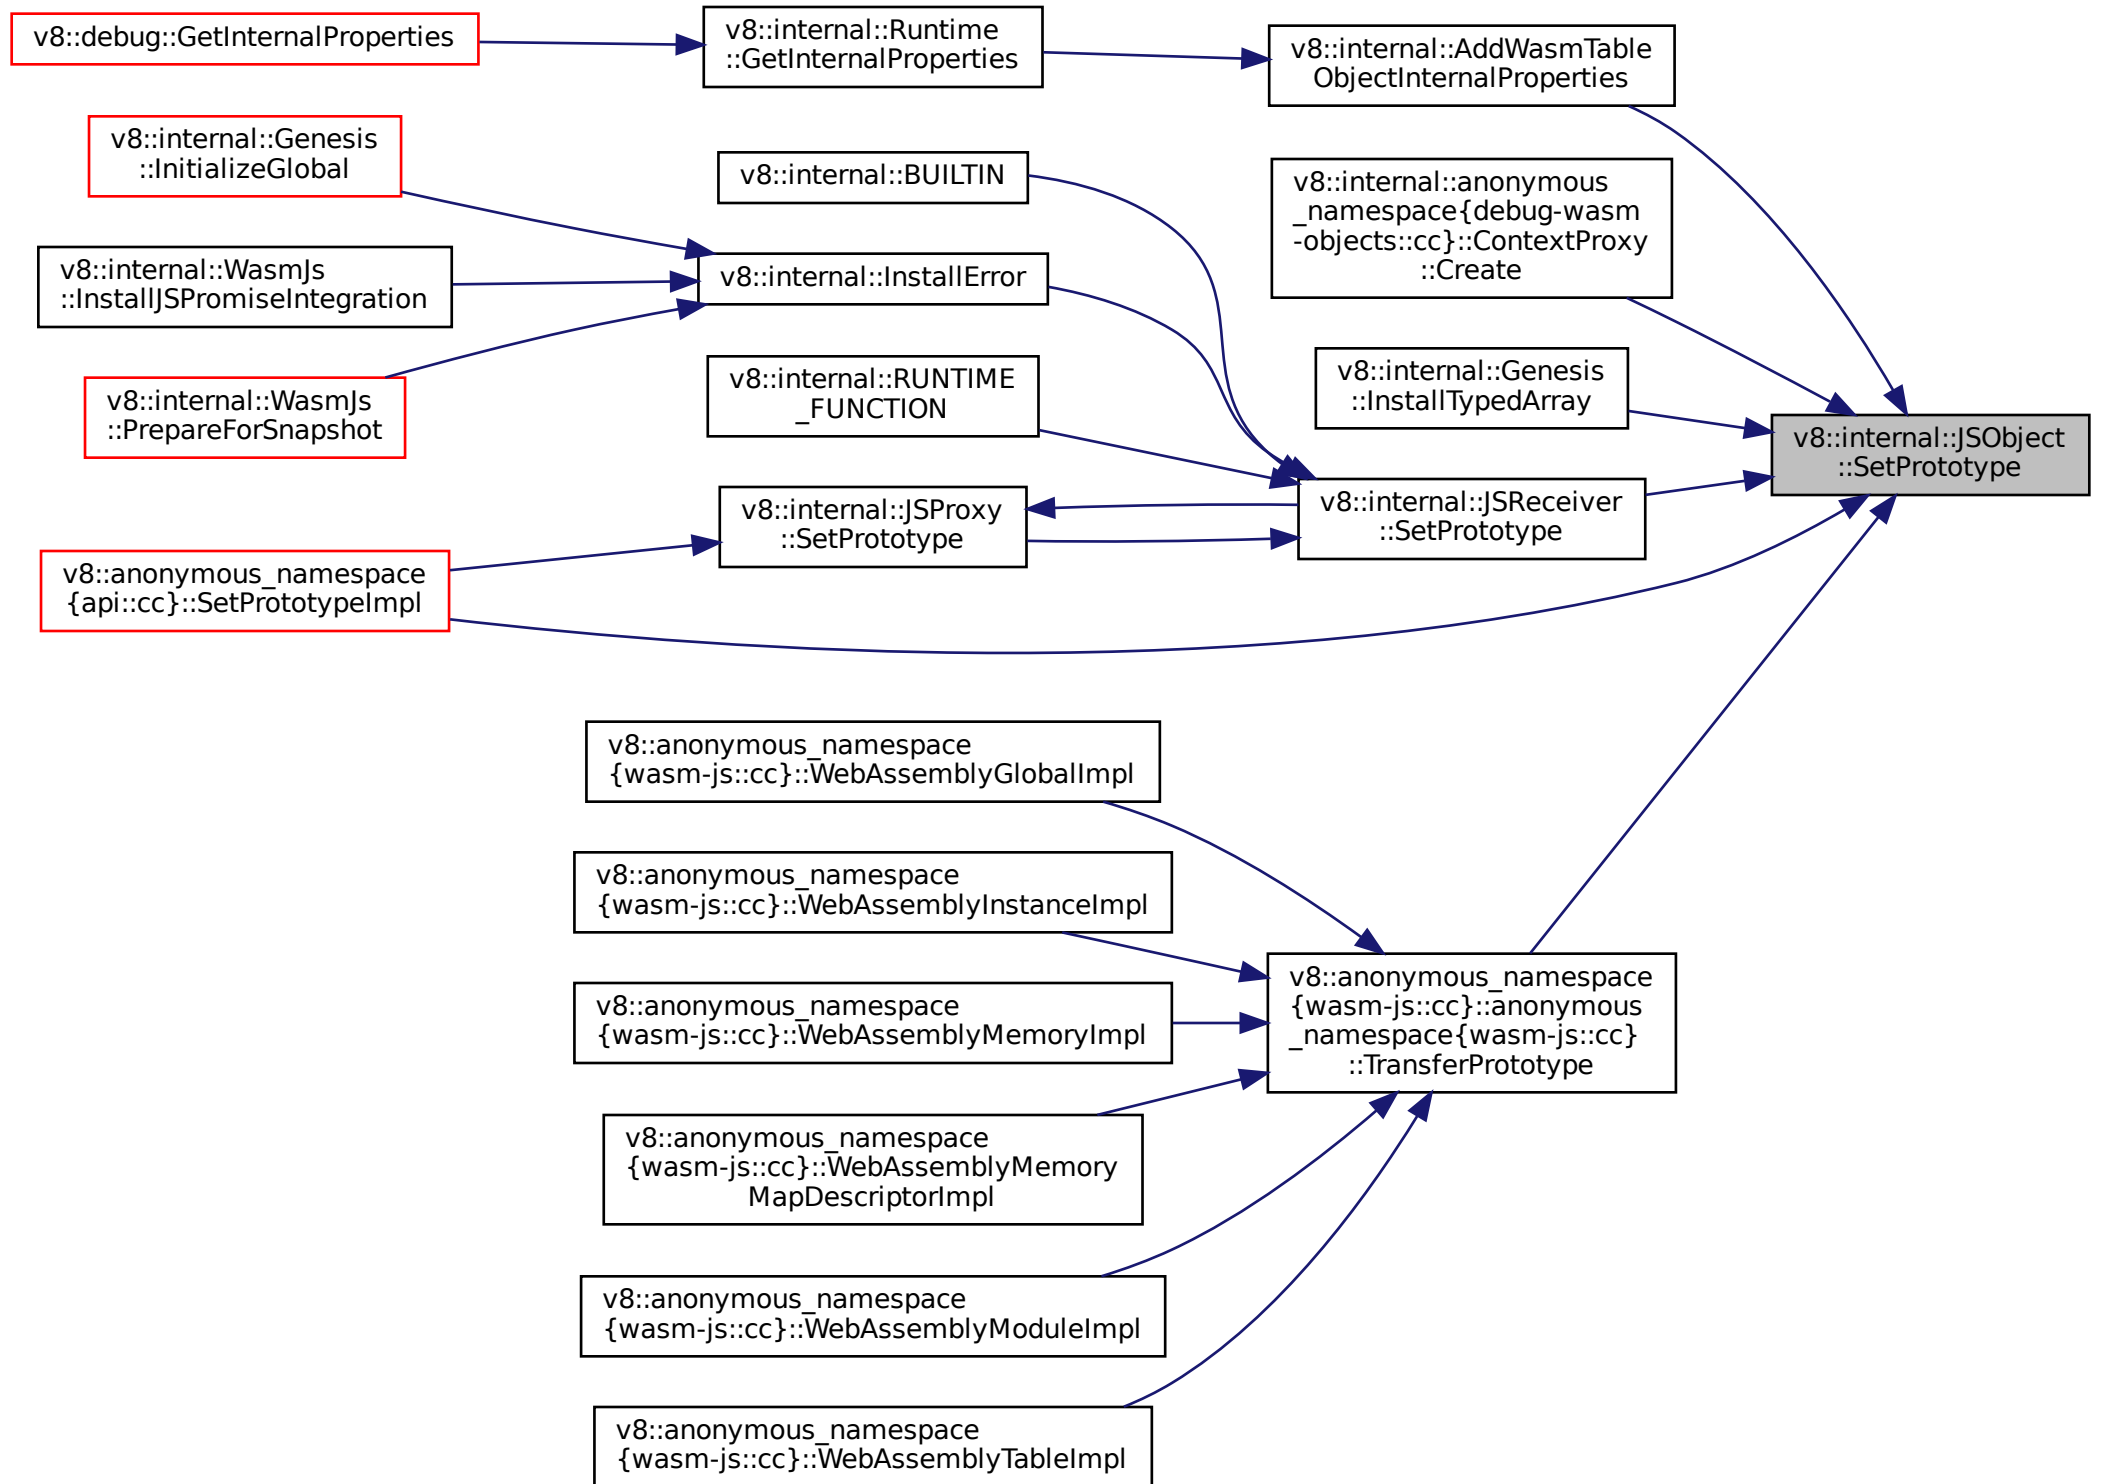 v8::debug::GetInternalProperties
v8::internal::Runtime
::GetInternalProperties
v8::internal::AddWasmTable
ObjectInternalProperties
v8::internal::Genesis
::InitializeGlobal
v8::internal::BUILTIN
v8::internal::anonymous
_namespace{debug-wasm
-objects::cc}::ContextProxy
::Create
v8::internal::WasmJs
::InstallJSPromiseIntegration
v8::internal::InstallError
v8::internal::WasmJs
::PrepareForSnapshot
v8::internal::RUNTIME
_FUNCTION
v8::internal::Genesis
::InstallTypedArray
v8::internal::JSObject
::SetPrototype
v8::internal::JSProxy
::SetPrototype
v8::internal::JSReceiver
::SetPrototype
v8::anonymous_namespace
{api::cc}::SetPrototypeImpl
v8::anonymous_namespace
{wasm-js::cc}::WebAssemblyGlobalImpl
v8::anonymous_namespace
{wasm-js::cc}::WebAssemblyInstanceImpl
v8::anonymous_namespace
{wasm-js::cc}::WebAssemblyMemoryImpl
v8::anonymous_namespace
{wasm-js::cc}::anonymous
_namespace{wasm-js::cc}
::TransferPrototype
v8::anonymous_namespace
{wasm-js::cc}::WebAssemblyMemory
MapDescriptorImpl
v8::anonymous_namespace
{wasm-js::cc}::WebAssemblyModuleImpl
v8::anonymous_namespace
{wasm-js::cc}::WebAssemblyTableImpl